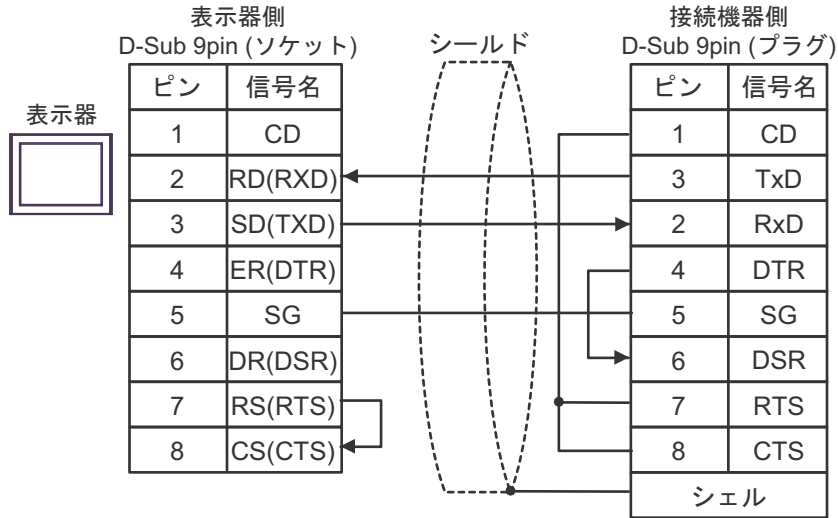 表示器側
D-Sub 9pin (ソケット)
シールド
接続機器側
D-Sub 9pin (プラグ)
表示器
ピン 信号名
1 CD
2 RD(RXD)
3 SD(TXD)
4 ER(DTR)
5 SG
6 DR(DSR)
7 RS(RTS)
8 CS(CTS)
ピン 信号名
1 CD
3 TxD
2 RxD
4 DTR
5 SG
6 DSR
7 RTS
8 CTS
シェル